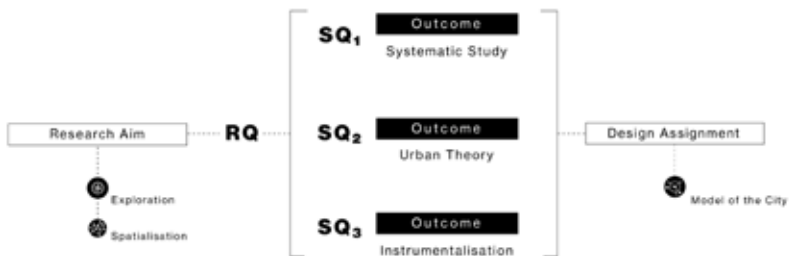 Research Aim
Exploration
Spatialisation
RQ
SQ1
Outcome
Systematic Study
SQ2
Outcome
Urban Theory
SQ3
Outcome
Instrumentalisation
Design Assignment
Model of the City